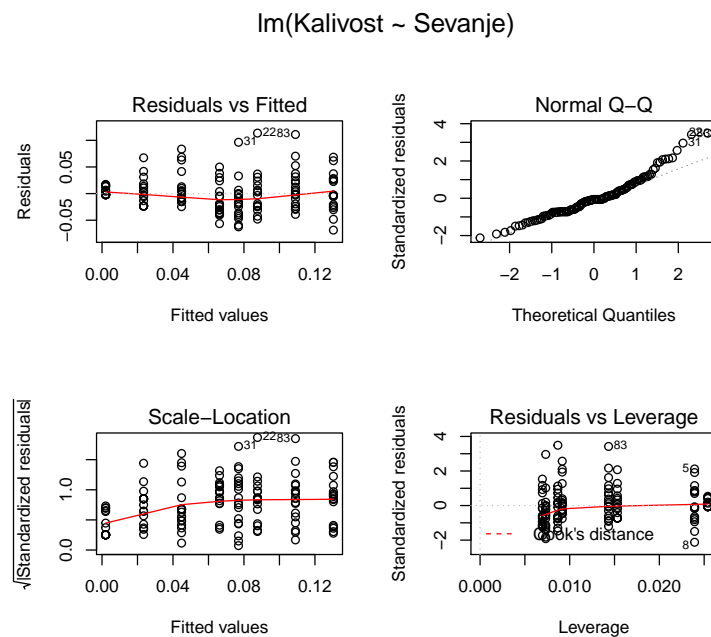 lm(Kalivost ~ Sevanje)
Residuals vs Fitted
Residuals
0.05
−0.05
31
22
83
0.00 0.04 0.08 0.12
Fitted values
Normal Q−Q
Standardized residuals
4
2
0
−2
31
−2 −1 0 1 2
Theoretical Quantiles
Scale−Location
√|Standardized residuals|
1.0
0.0
31
22
83
0.00 0.04 0.08 0.12
Fitted values
Residuals vs Leverage
Standardized residuals
4
2
0
−2
83
5
8
Cook's distance
0.000 0.010 0.020
Leverage